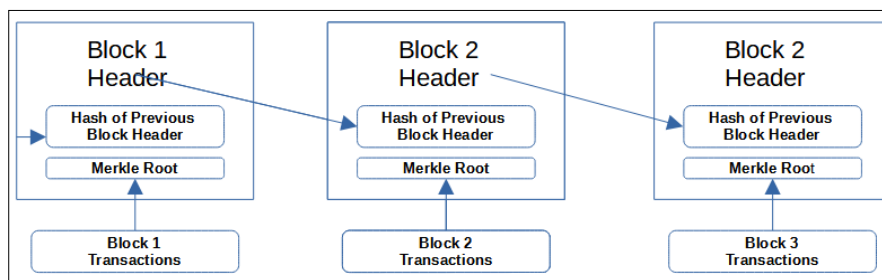 Block 1
Header
Hash of Previous
Block Header
Merkle Root
Block 1
Transactions
Block 2
Header
Hash of Previous
Block Header
Merkle Root
Block 2
Transactions
Block 2
Header
Hash of Previous
Block Header
Merkle Root
Block 3
Transactions